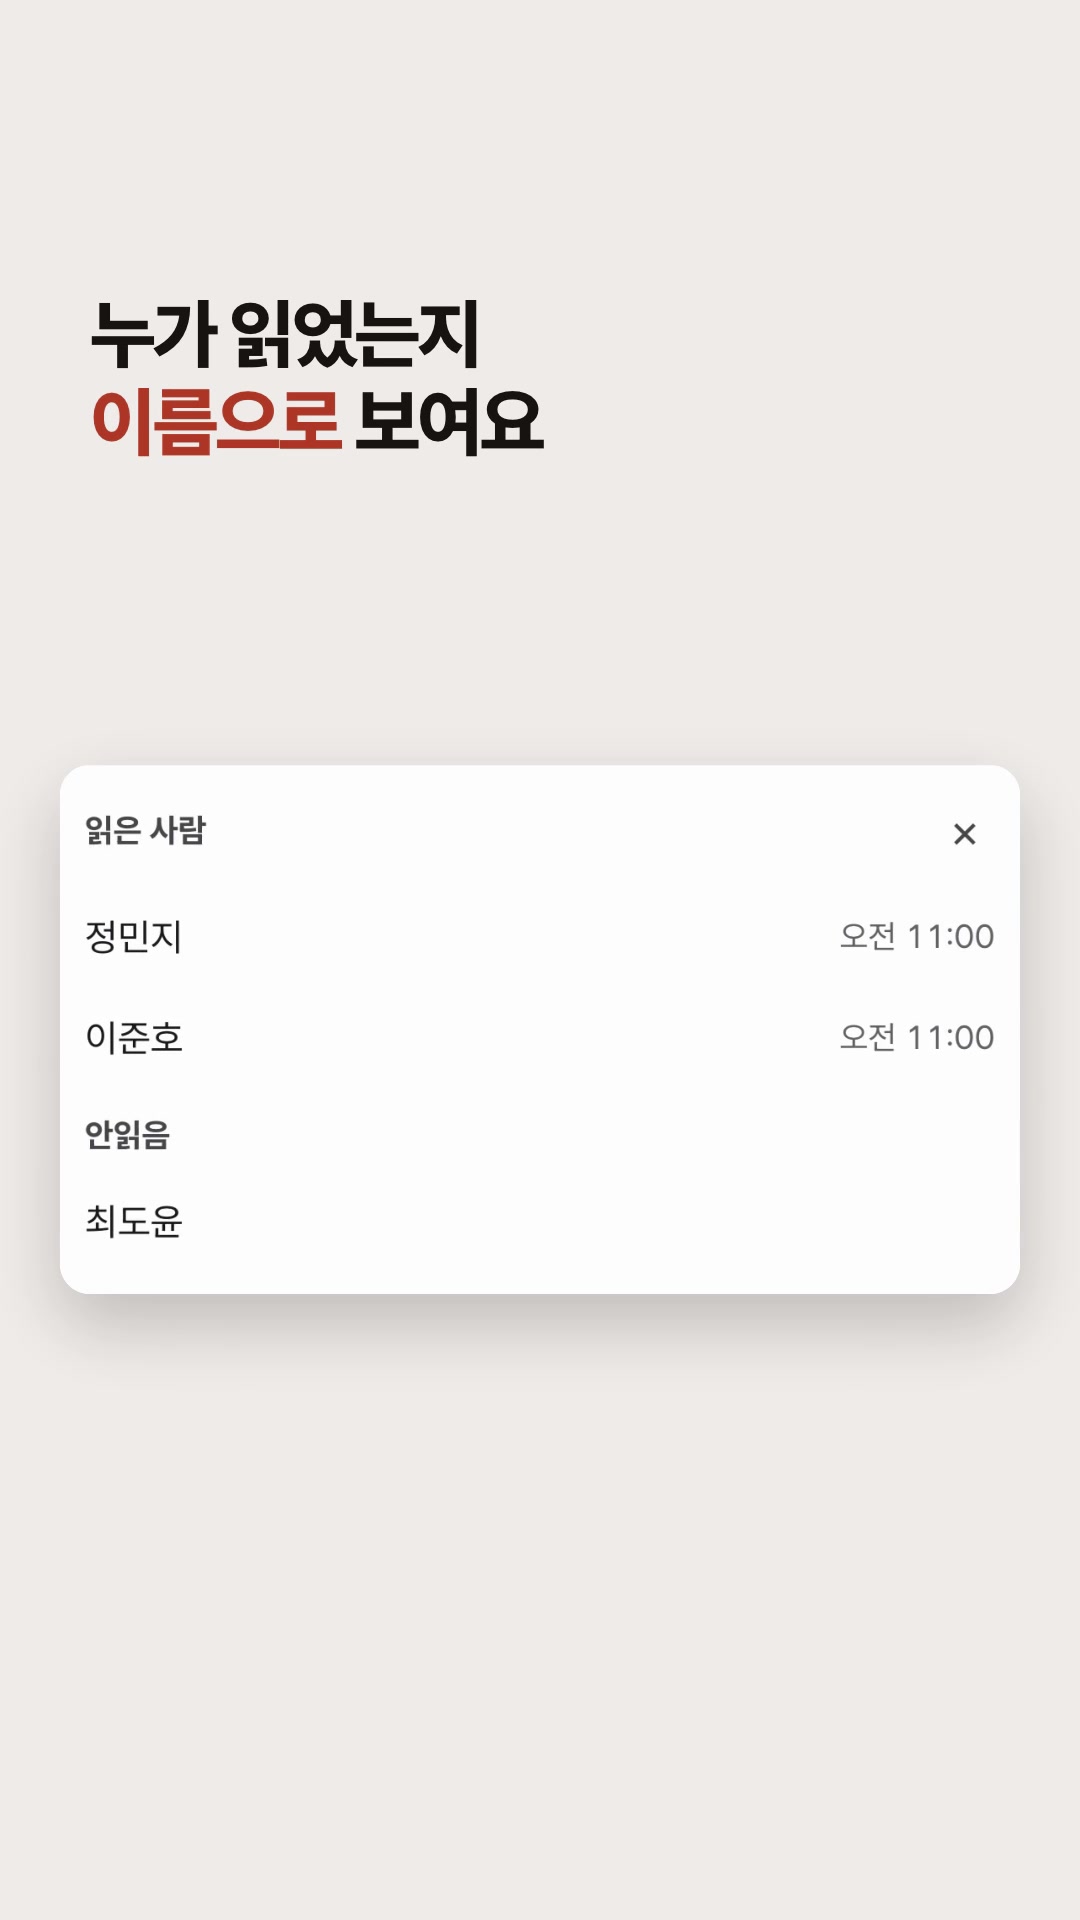 누가 읽었는지
이름으로 보여요
읽은 사람 ×
정민지 오전 11:00
이준호 오전 11:00
안읽음
최도윤